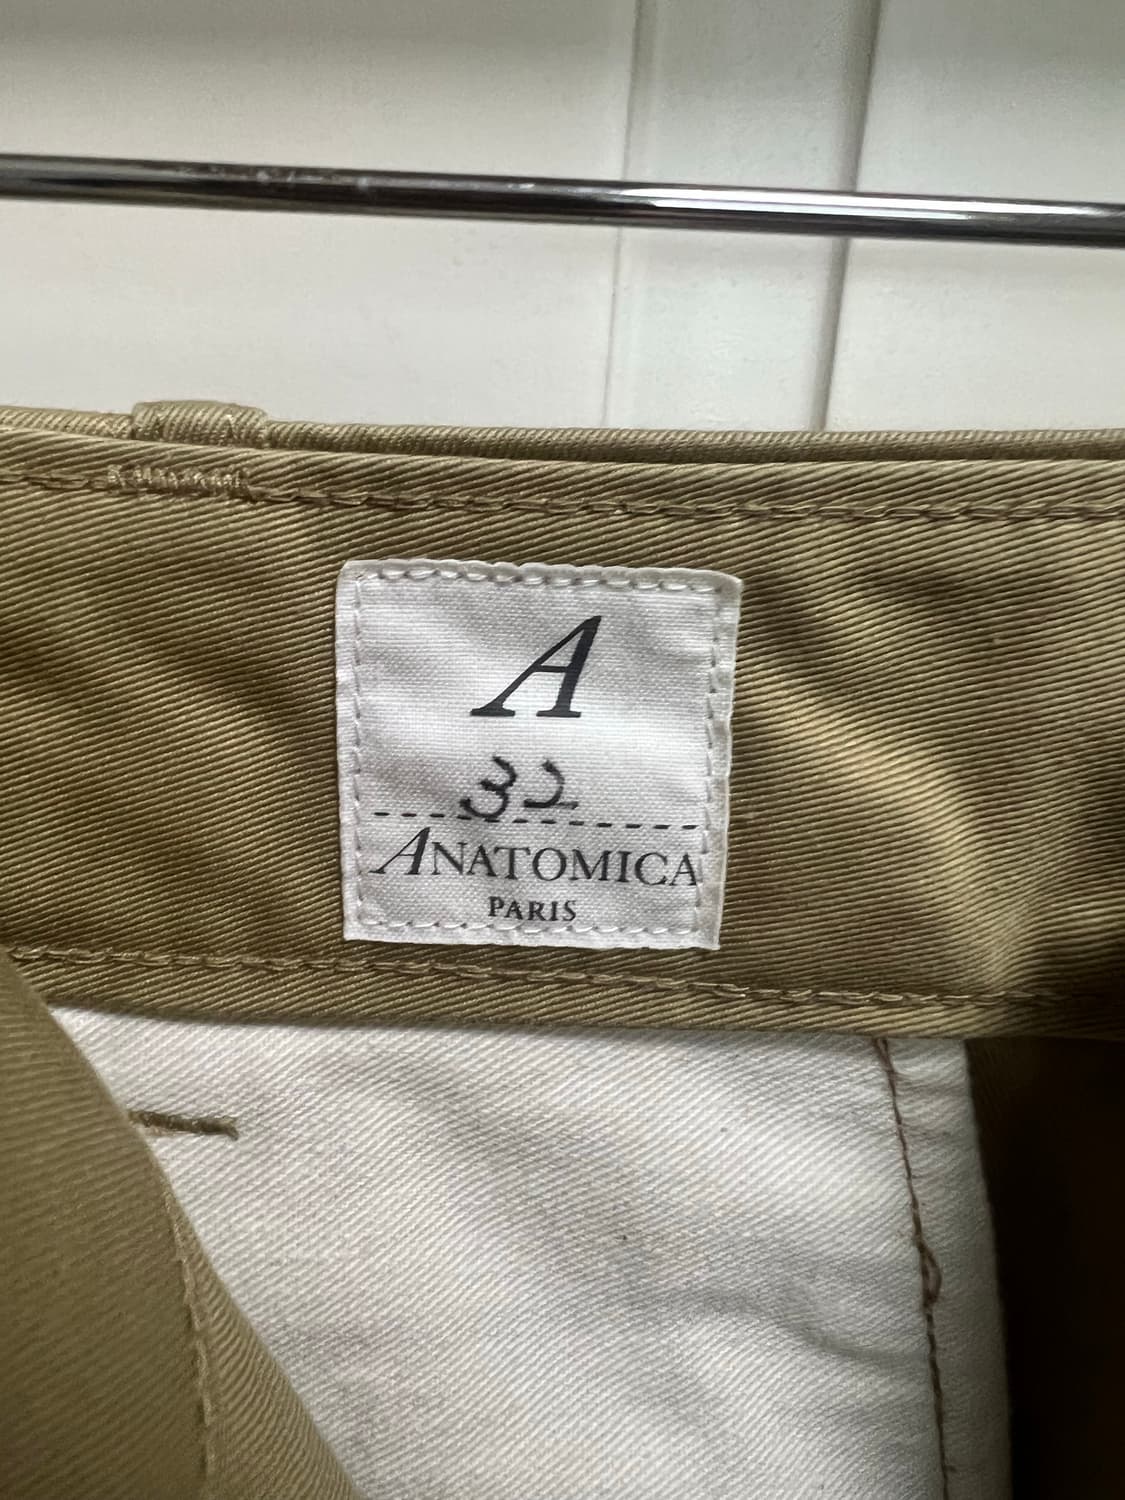 A
32
ANATOMICA
PARIS